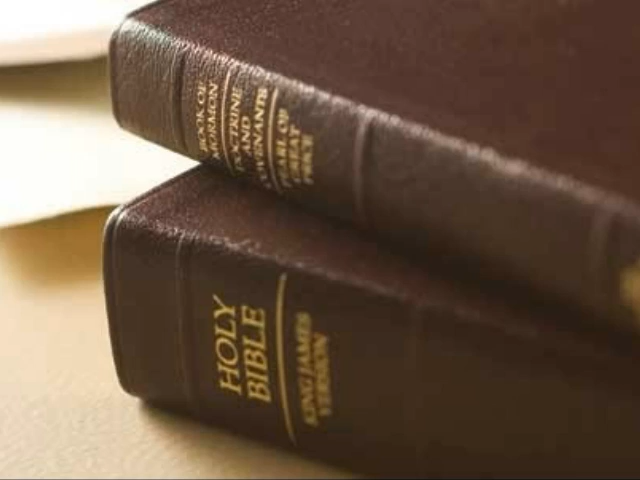 BOOK OF
MORMON
DOCTRINE
AND
COVENANTS
PEARL OF
GREAT
PRICE
HOLY
BIBLE
KING JAMES
VERSION